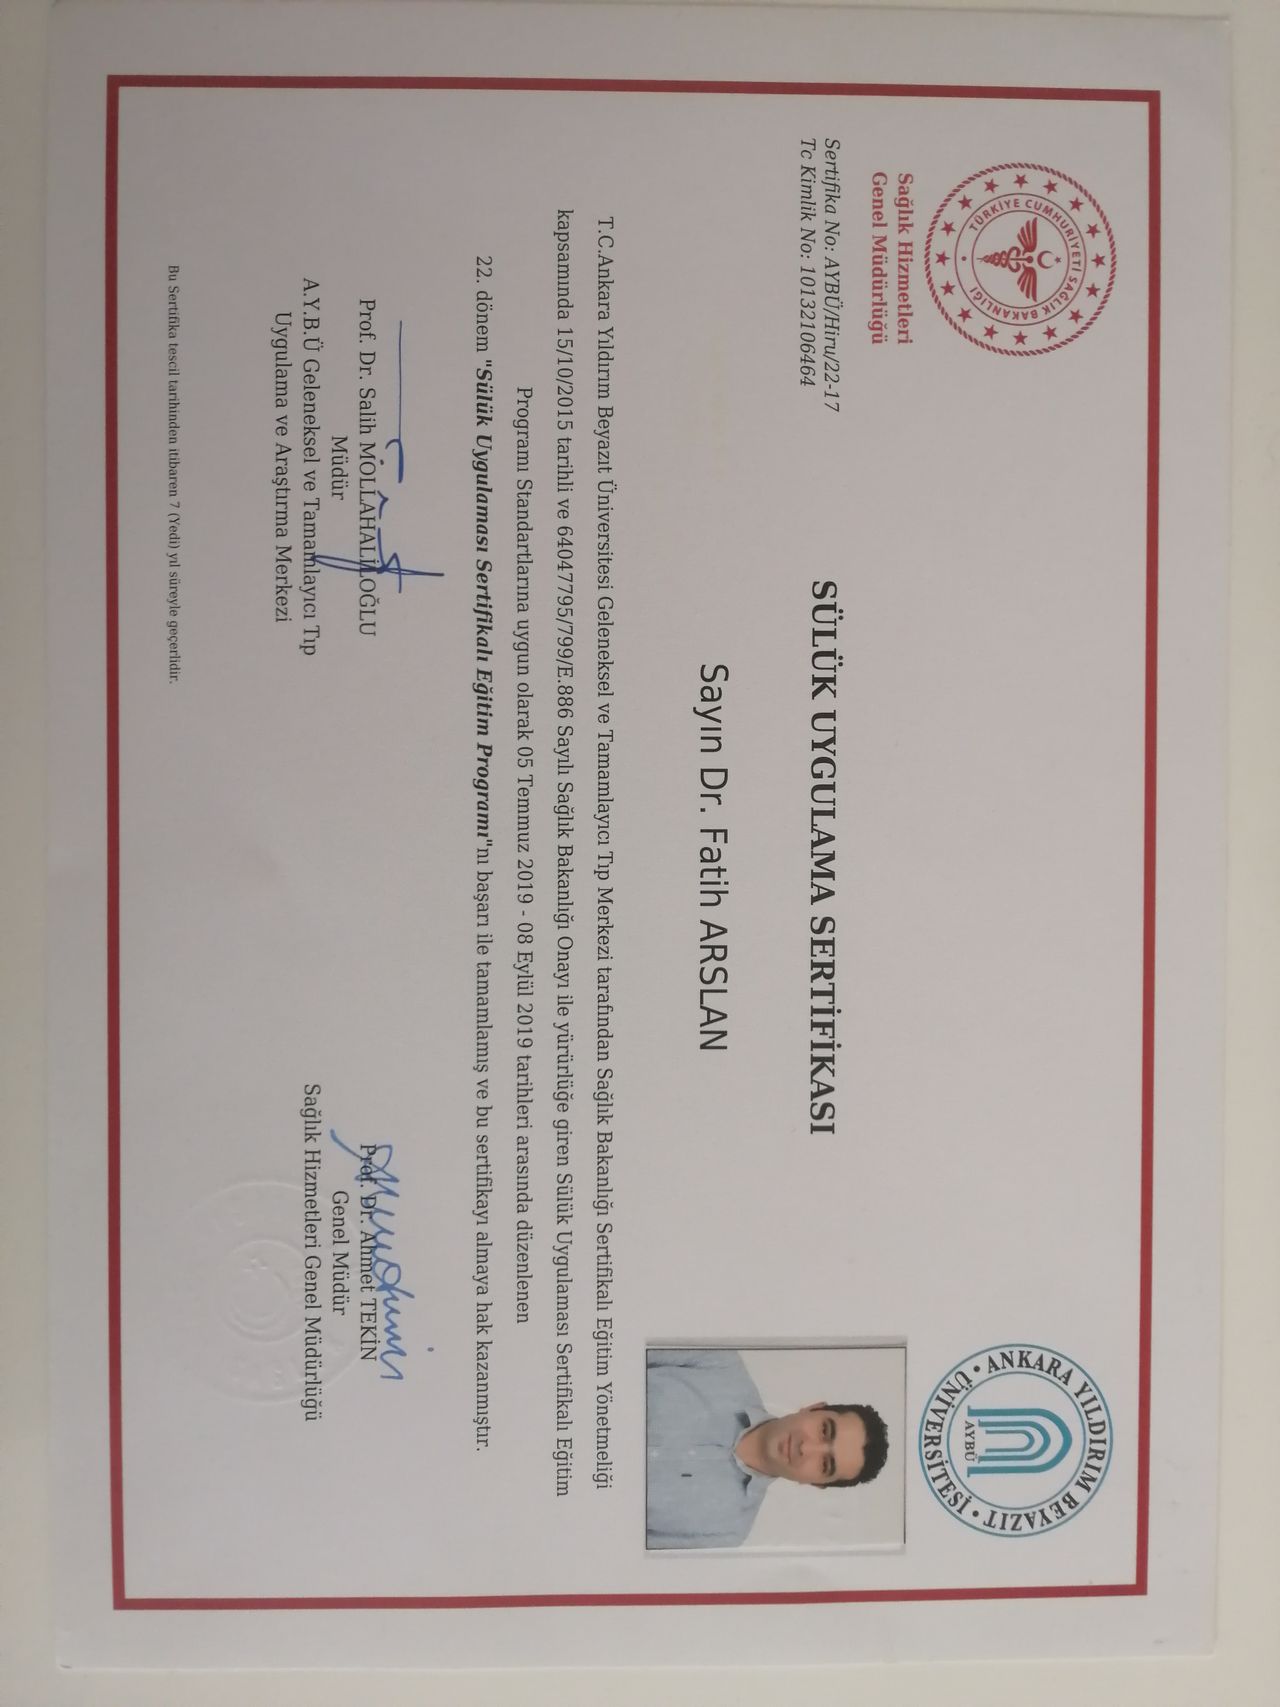 TÜRKİYE CUMHURİYETİ SAĞLIK BAKANLIĞI
Sağlık Hizmetleri
Genel Müdürlüğü
ANKARA YILDIRIM BEYAZIT ÜNİVERSİTESİ
AYBÜ
Sertifika No: AYBÜ/Hiru/22-17
Tc Kimlik No: 10132106464
SÜLÜK UYGULAMA SERTİFİKASI
Sayın Dr. Fatih ARSLAN
T.C.Ankara Yıldırım Beyazıt Üniversitesi Geleneksel ve Tamamlayıcı Tıp Merkezi tarafından Sağlık Bakanlığı Sertifikalı Eğitim Yönetmeliği
kapsamında 15/10/2015 tarihli ve 64047795/799/E.886 Sayılı Sağlık Bakanlığı Onayı ile yürürlüğe giren Sülük Uygulaması Sertifikalı Eğitim
Programı Standartlarına uygun olarak 05 Temmuz 2019 - 08 Eylül 2019 tarihleri arasında düzenlenen
22. dönem "Sülük Uygulaması Sertifikalı Eğitim Programı"nı başarı ile tamamlamış ve bu sertifikayı almaya hak kazanmıştır.
Prof. Dr. Salih MOLLAHALİLOĞLU
Müdür
A.Y.B.Ü Geleneksel ve Tamamlayıcı Tıp
Uygulama ve Araştırma Merkezi
Prof. Dr. Ahmet TEKİN
Genel Müdür
Sağlık Hizmetleri Genel Müdürlüğü
Bu Sertifika tescil tarihinden itibaren 7 (Yedi) yıl süreyle geçerlidir.